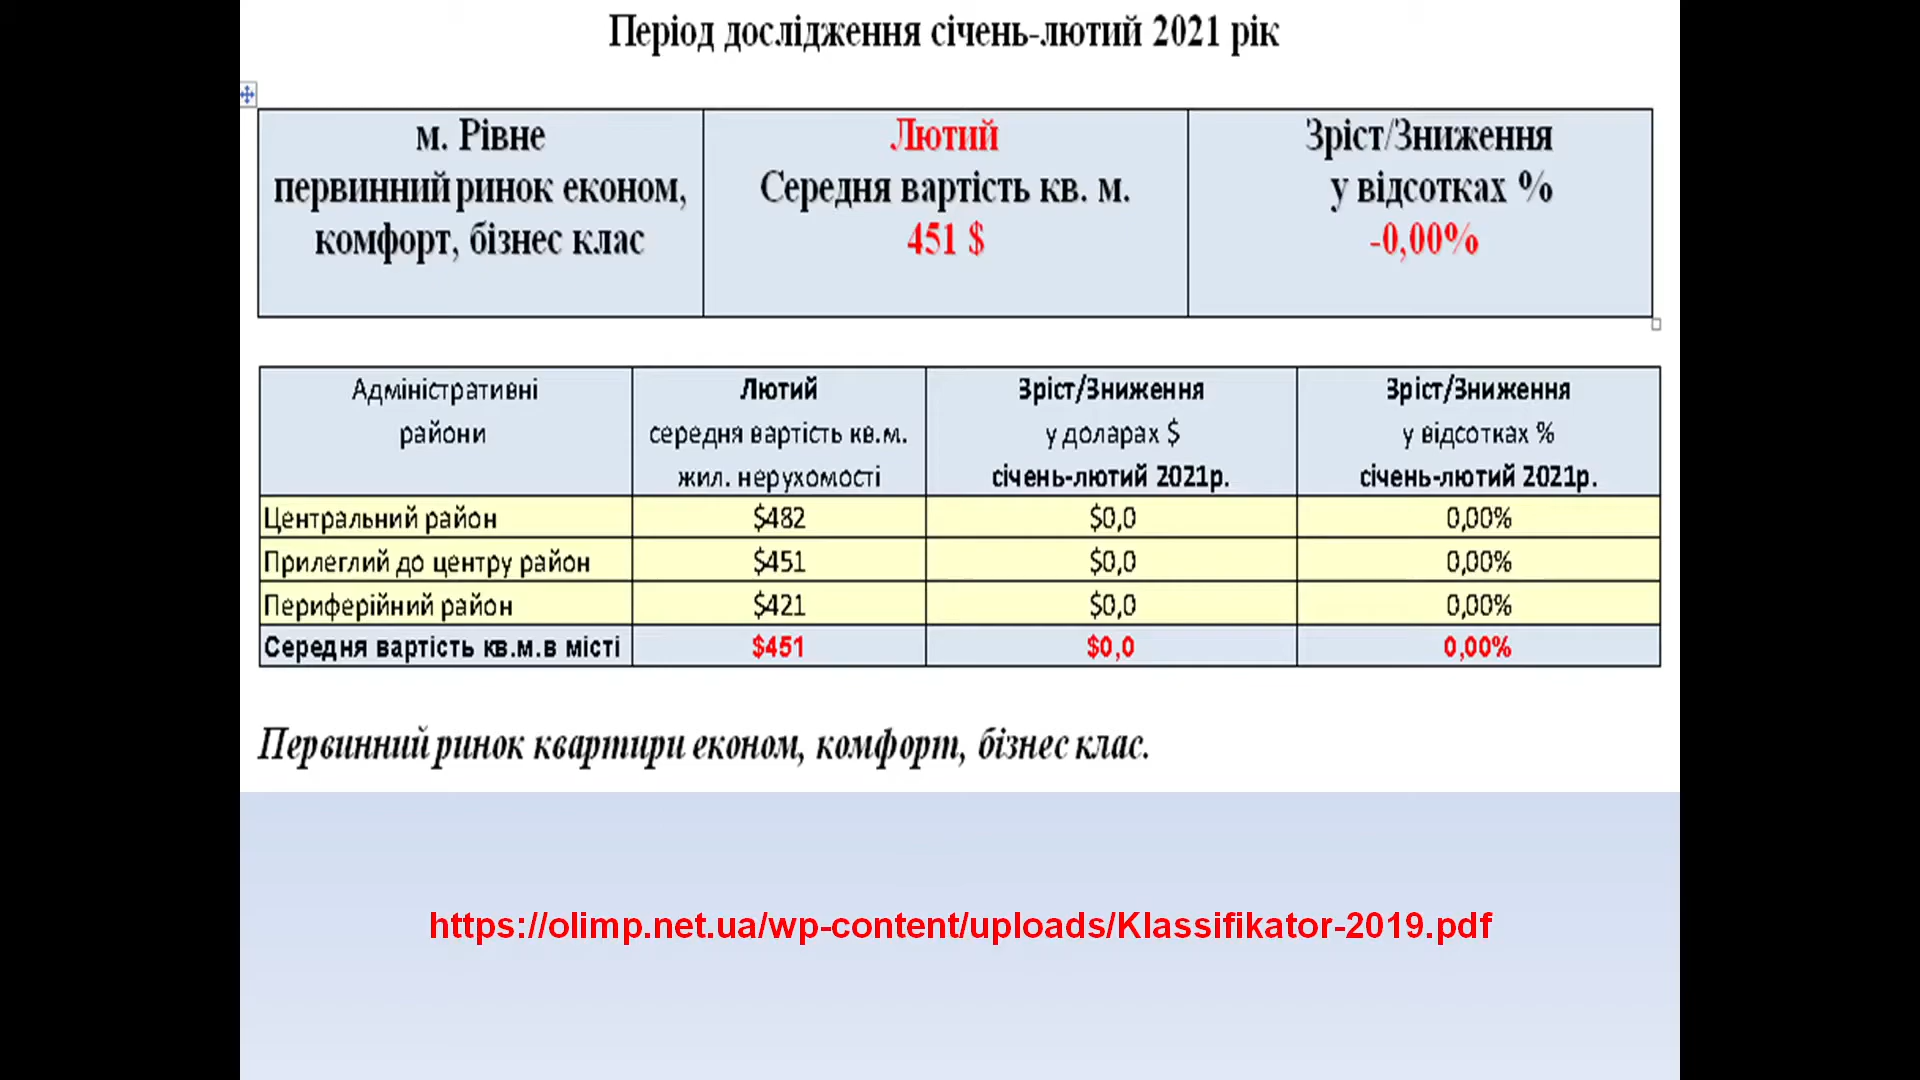 Період дослідження січень-лютий 2021 рік
м. Рівне
первинний ринок економ,
комфорт, бізнес клас
Лютий
Середня вартість кв. м.
451 $
Зріст/Зниження
у відсотках %
-0,00%
Адміністративні
райони
Лютий
середня вартість кв.м.
жил. нерухомості
Зріст/Зниження
у доларах $
січень-лютий 2021р.
Зріст/Зниження
у відсотках %
січень-лютий 2021р.
Центральний район $482 $0,0 0,00%
Прилеглий до центру район $451 $0,0 0,00%
Периферійний район $421 $0,0 0,00%
Середня вартість кв.м.в місті $451 $0,0 0,00%
Первинний ринок квартири економ, комфорт, бізнес клас.
https://olimp.net.ua/wp-content/uploads/Klassifikator-2019.pdf